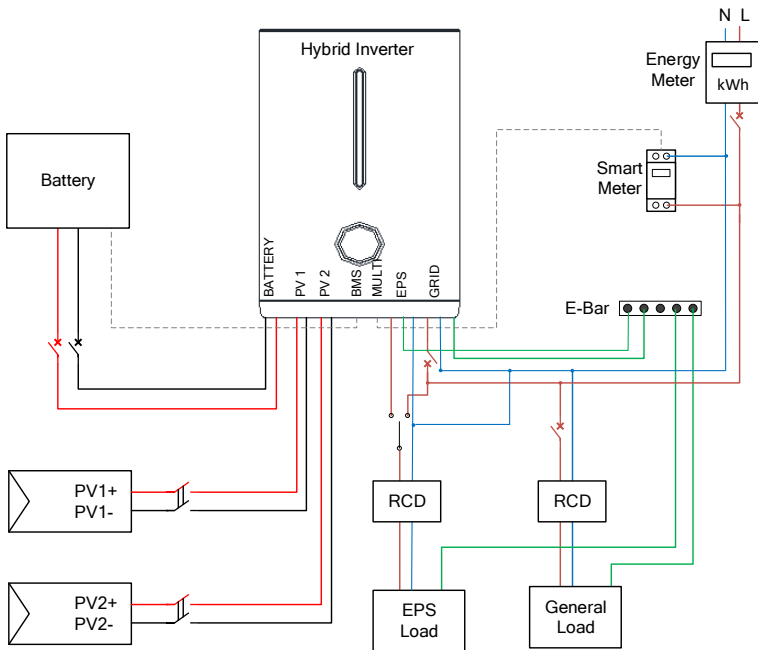 N L
Hybrid Inverter
Energy
Meter
kWh
Smart
Meter
Battery
BATTERY
PV 1
PV 2
BMS
MULTI
EPS
GRID
E-Bar
PV1+
PV1-
RCD
RCD
PV2+
PV2-
EPS
Load
General
Load